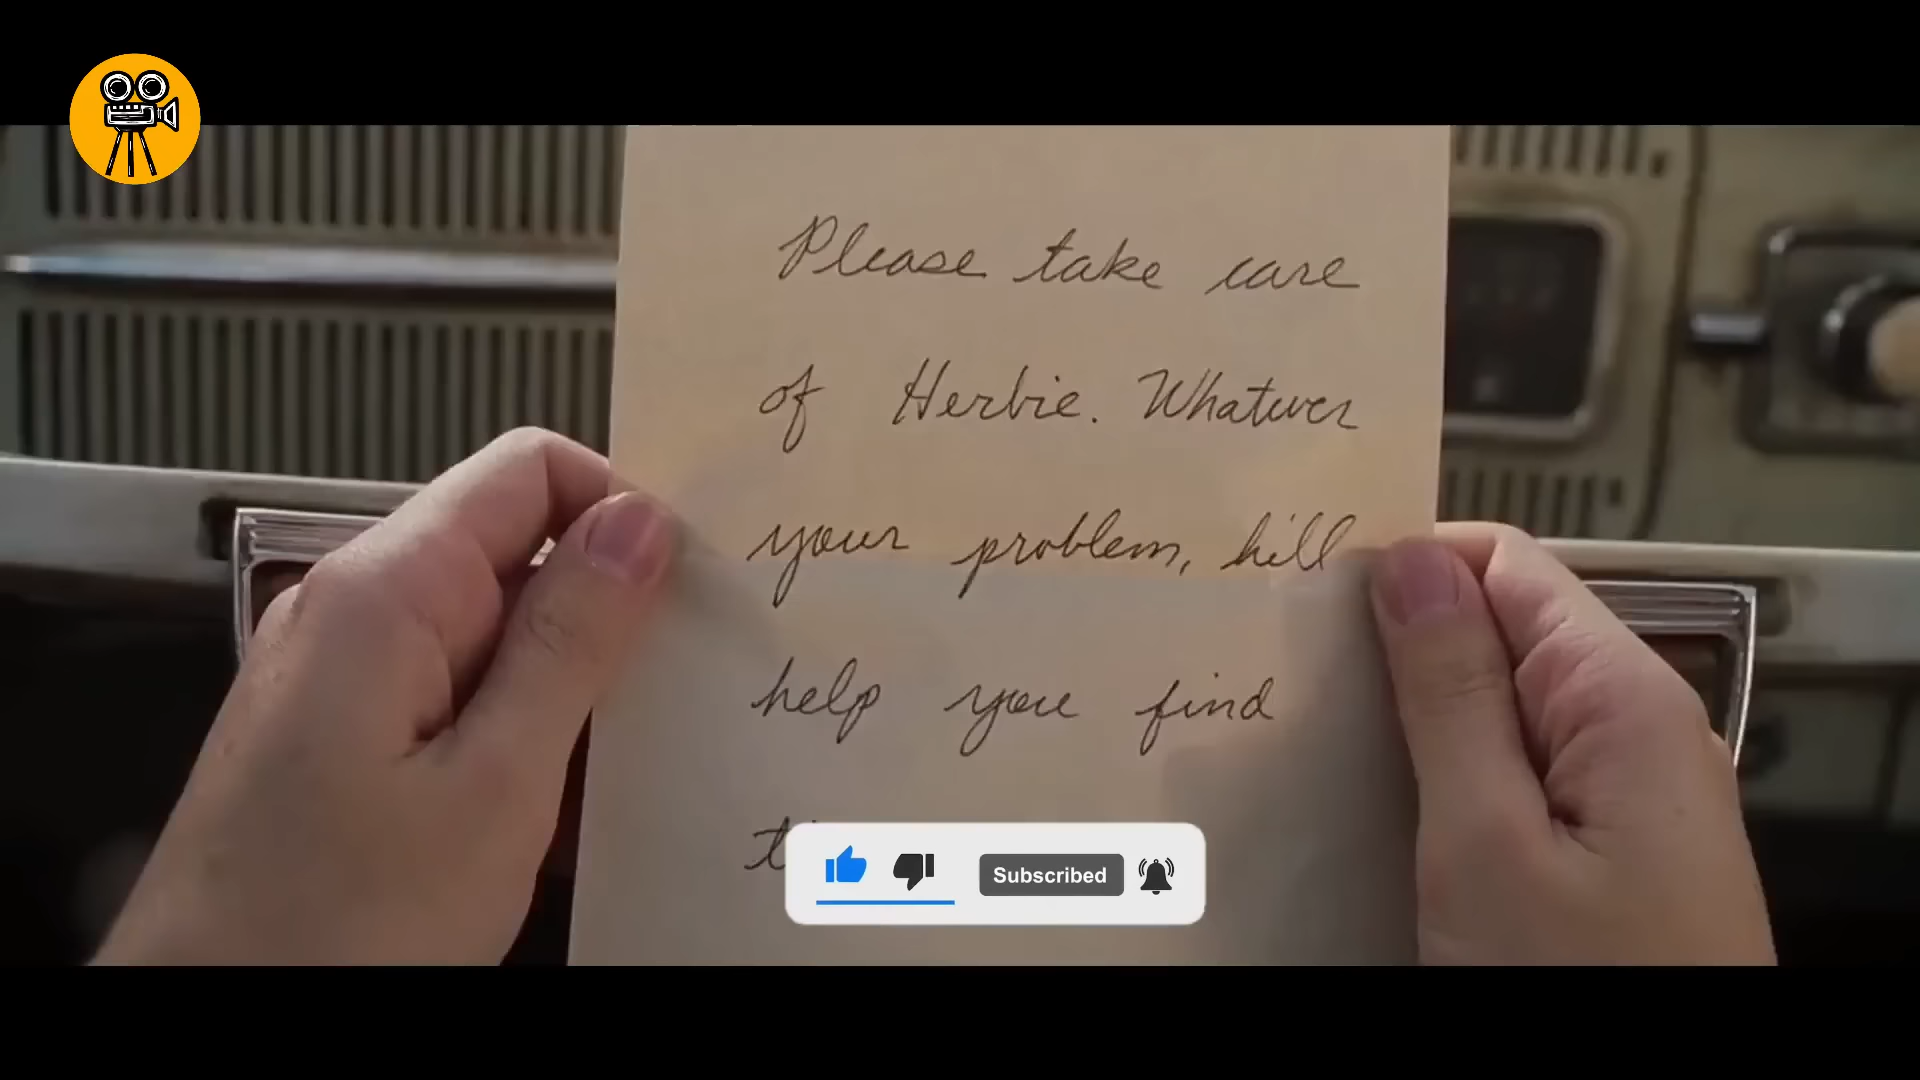 Please take care
of Herbie. Whatever
your problem, he'll
help you find
Subscribed